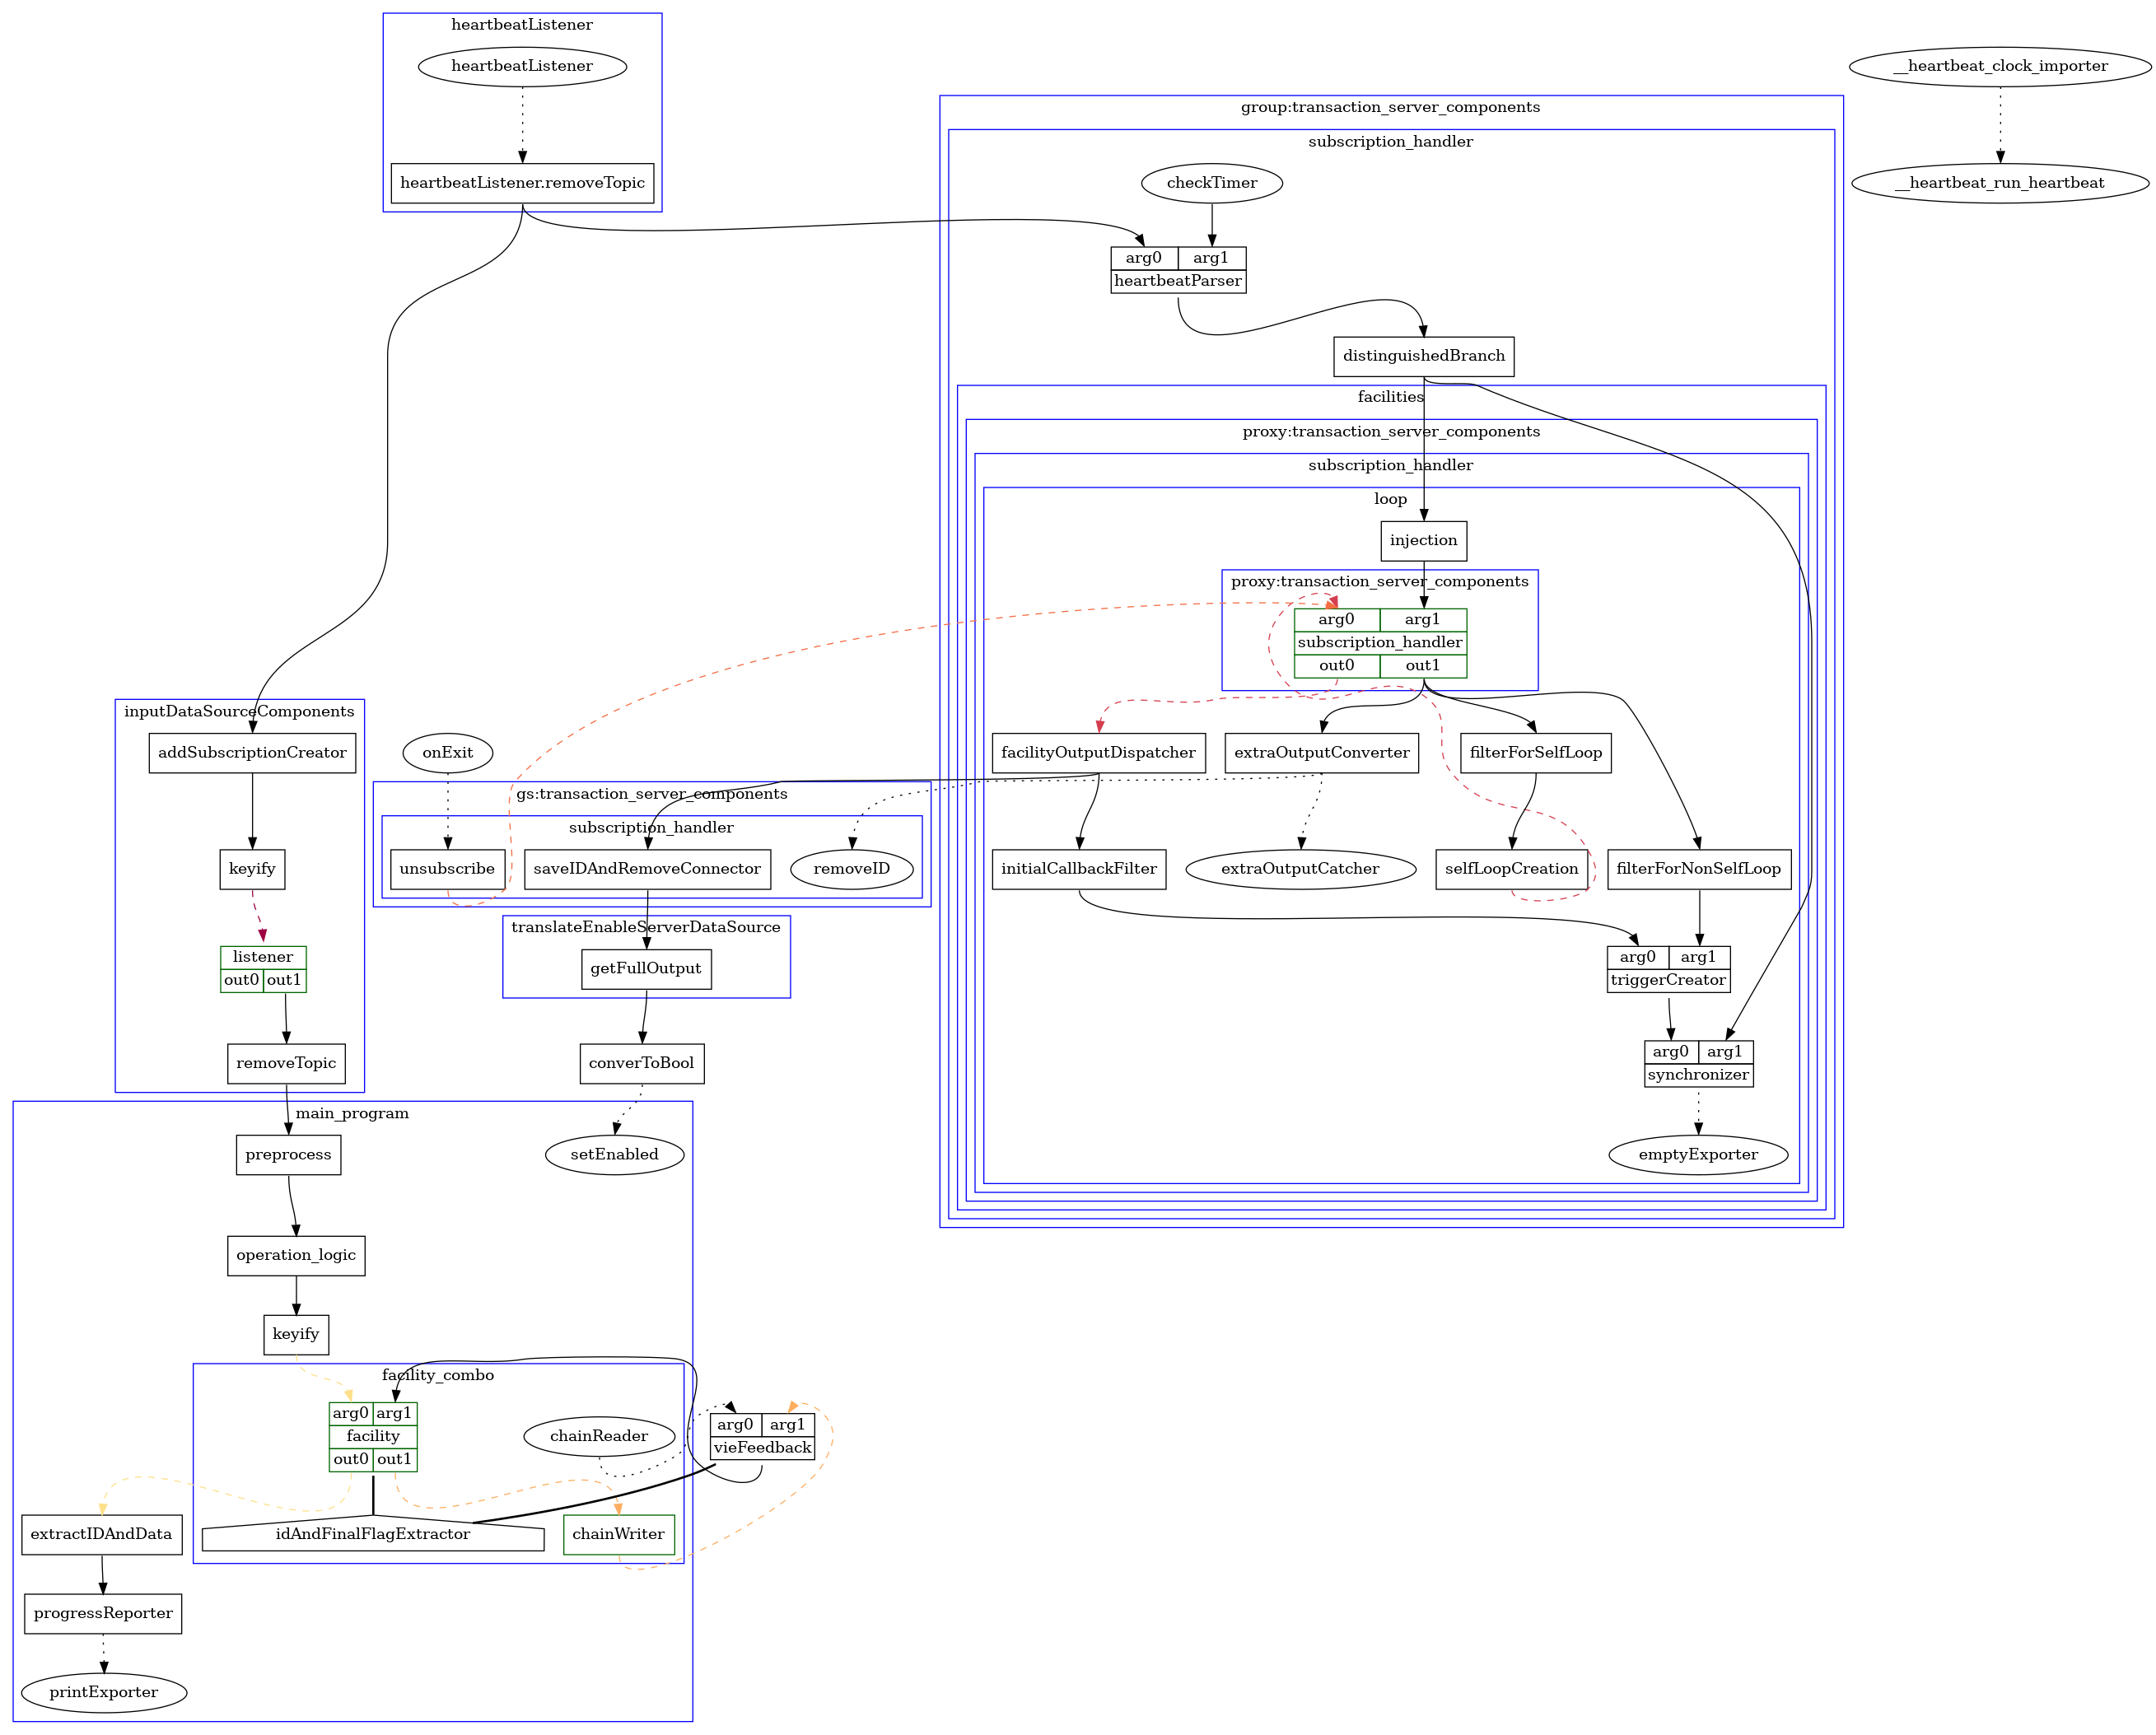 heartbeatListener
heartbeatListener
__heartbeat_clock_importer
group:transaction_server_components
subscription_handler
heartbeatListener.removeTopic
checkTimer
__heartbeat_run_heartbeat
arg0 arg1
heartbeatParser
distinguishedBranch
facilities
proxy:transaction_server_components
subscription_handler
loop
injection
proxy:transaction_server_components
arg0 arg1
subscription_handler
out0 out1
inputDataSourceComponents
addSubscriptionCreator
onExit
facilityOutputDispatcher
extraOutputConverter
filterForSelfLoop
gs:transaction_server_components
subscription_handler
keyify
unsubscribe
saveIDAndRemoveConnector
removeID
initialCallbackFilter
extraOutputCatcher
selfLoopCreation
filterForNonSelfLoop
translateEnableServerDataSource
listener
out0 out1
getFullOutput
arg0 arg1
triggerCreator
removeTopic
converToBool
arg0 arg1
synchronizer
main_program
preprocess
setEnabled
emptyExporter
operation_logic
keyify
facility_combo
arg0 arg1
facility
out0 out1
chainReader
arg0 arg1
vieFeedback
extractIDAndData
idAndFinalFlagExtractor
chainWriter
progressReporter
printExporter